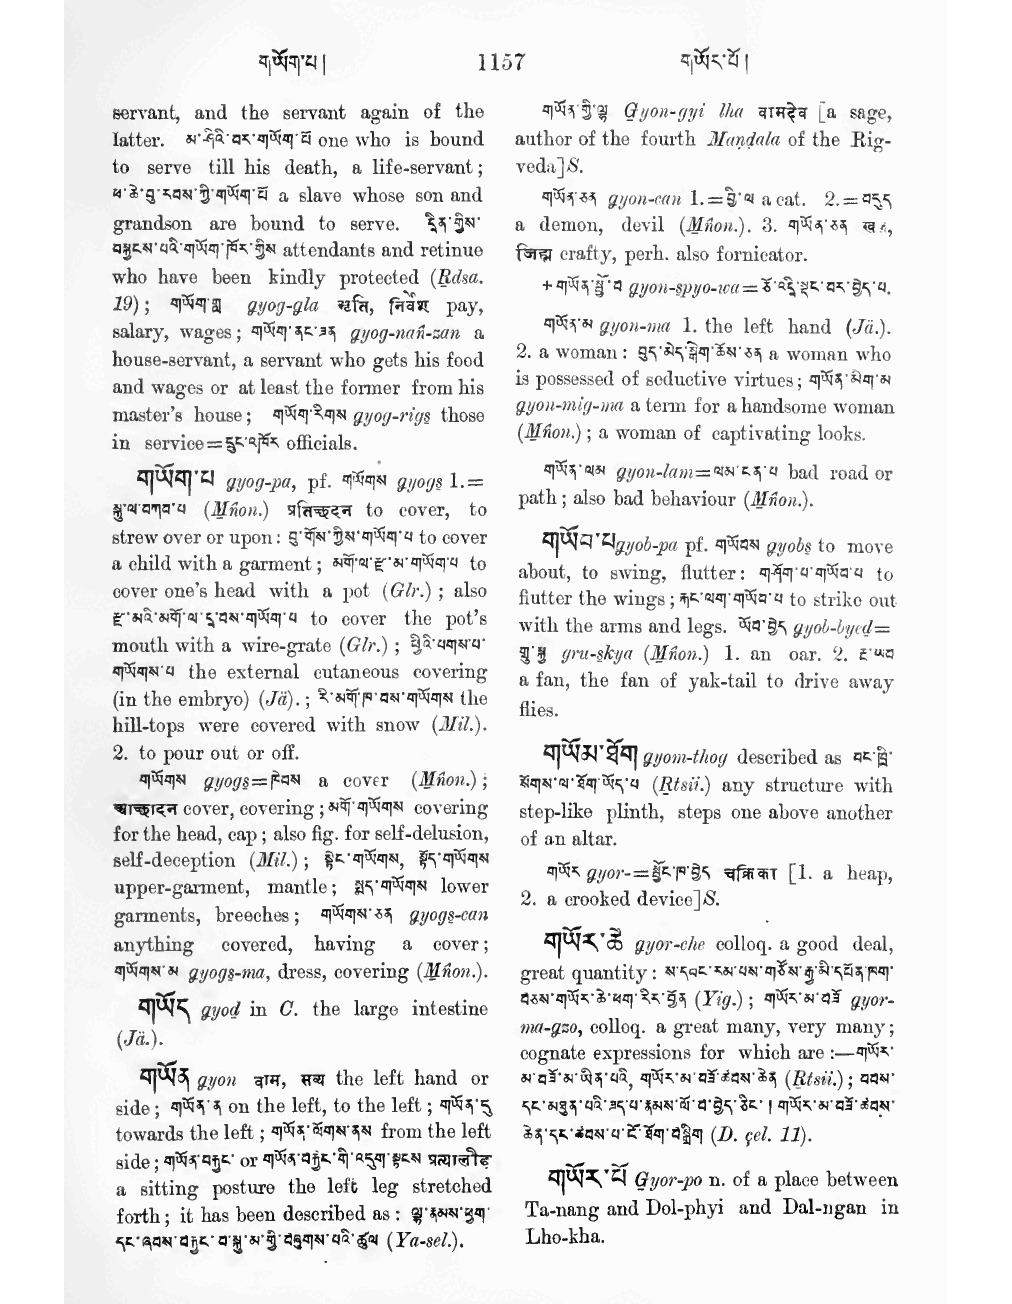 གཡོག་པ།
1157
གཡོར་པོ།
servant, and the servant again of the
latter. མ་ཤིའི་བར་གཡོག་པོ one who is bound
to serve till his death, a life-servant;
ཕ་ཆེ་བུ་རབས་ཀྱི་གཡོག་པོ a slave whose son and
grandson are bound to serve. དྲིན་གྱིས་
བསྐྱངས་པའི་གཡོག་འཁོར་གྱིས attendants and retinue
who have been kindly protected (Rdsa.
19); གཡོག་གླ gyog-gla भृति, निर्वेश pay,
salary, wages; གཡོག་ནང་ཟན gyog-nañ-zan a
house-servant, a servant who gets his food
and wages or at least the former from his
master's house; གཡོག་རིགས gyog-rigs those
in service=དྲུང་འཁོར officials.
གཡོག་པ gyog-pa, pf. གཡོགས gyogs 1.=
སྐུ་ལ་བཀབ་པ (Mñon.) प्रतिच्छदन to cover, to
strew over or upon: བུ་གོས་ཀྱིས་གཡོག་པ to cover
a child with a garment; མགོ་ལ་རྫ་མ་གཡོག་པ to
cover one's head with a pot (Glr.); also
རྫ་མའི་མགོ་ལ་དྲ་བས་གཡོག་པ to cover the pot's
mouth with a wire-grate (Glr.); ཕྱིའི་པགས་པ་
གཡོགས་པ the external cutaneous covering
(in the embryo) (Jä).; རི་མགོ་ཁ་བས་གཡོགས the
hill-tops were covered with snow (Mil.).
2. to pour out or off.
གཡོགས gyogs=ཁེབས a cover (Mñon.);
आच्छादन cover, covering; མགོ་གཡོགས covering
for the head, cap; also fig. for self-delusion,
self-deception (Mil.); སྟེང་གཡོགས, སྟོད་གཡོགས
upper-garment, mantle; སྨད་གཡོགས lower
garments, breeches; གཡོགས་ཅན gyogs-can
anything covered, having a cover;
གཡོགས་མ gyogs-ma, dress, covering (Mñon.).
གཡོད gyod in C. the large intestine
(Jä.).
གཡོན gyon वाम, सव्य the left hand or
side; གཡོན་ན on the left, to the left; གཡོན་དུ
towards the left; གཡོན་ལོགས་ནས from the left
side; གཡོན་བརྐྱང་ or གཡོན་བརྐྱང་གི་འདུག་སྟངས प्रत्यालीढ़
a sitting posture the left leg stretched
forth; it has been described as: ལྷ་རྣམས་ཕྱག་
དང་ཞབས་བརྐྱང་བ་སྐུ་མ་ཀྱི་བཞུགས་པའི་ཚུལ (Ya-sel.).
གཡོན་གྱི་ལྷ Gyon-gyi lha वामदेव [a sage,
author of the fourth Maṇḍala of the Rig-
veda]S.
གཡོན་ཅན gyon-can 1.=བྱི་ལ a cat. 2.=བདུད
a demon, devil (Mñon.). 3. གཡོན་ཅན
जिह्म crafty, perh. also fornicator.
+ གཡོན་སྤྱོ་བ gyon-spyo-wa=ཅོ་འདྲི་སྡང་བར་བྱེད་པ.
གཡོན་མ gyon-ma 1. the left hand (Jä.).
2. a woman: བུད་མེད་སྒེག་ཆོས་ཅན a woman who
is possessed of seductive virtues; གཡོན་མིག་མ
gyon-mig-ma a term for a handsome woman
(Mñon.); a woman of captivating looks.
གཡོན་ལམ gyon-lam=ལམ་ངན་པ bad road or
path; also bad behaviour (Mñon.).
གཡོབ་པ gyob-pa pf. གཡོབས gyobs to move
about, to swing, flutter: གཤོག་པ་གཡོབ་པ to
flutter the wings; རྐང་ལག་གཡོབ་པ to strike out
with the arms and legs. ཡོབ་བྱེད gyob-byed=
གྲུ་སྐྱ gru-skya (Mñon.) 1. an oar. 2. རྔ་ཡབ
a fan, the fan of yak-tail to drive away
flies.
གཡོམ་ཐོག gyom-thog described as བང་ཁྲི་
སོགས་ལ་ཐོག་ཡོད་པ (Rtsii.) any structure with
step-like plinth, steps one above another
of an altar.
གཡོར gyor-=སྤྱོང་ཁ་བྱེད चक्रिका [1. a heap,
2. a crooked device]S.
གཡོར་ཆེ gyor-che colloq. a good deal,
great quantity: ས་དབང་རམ་པས་གཙོས་རྒྱ་མི་དཔོན་ཁག་
བཅས་གཡོར་ཆེ་ཕག་རིར་བྱོན (Yig.); གཡོར་མ་བཟོ gyor-
ma-gzo, colloq. a great many, very many;
cognate expressions for which are:—གཡོར་
མ་བཟོ་མ་ཡིན་པའི, གཡོར་མ་བཟོ་ཚབས་ཆེན (Rtsii.); བབས་
དང་མཐུན་པའི་ཟད་པ་རྣམས་ལོ་བ་བྱེད་ཅིང་། གཡོར་མ་བཟོ་ཚབས་
ཆེན་དང་ཚབས་པ་ངོ་ཐོག་བསྒྲིག (D. çel. 11).
གཡོར་པོ Gyor-po n. of a place between
Ta-nang and Dol-phyi and Dal-ngan in
Lho-kha.